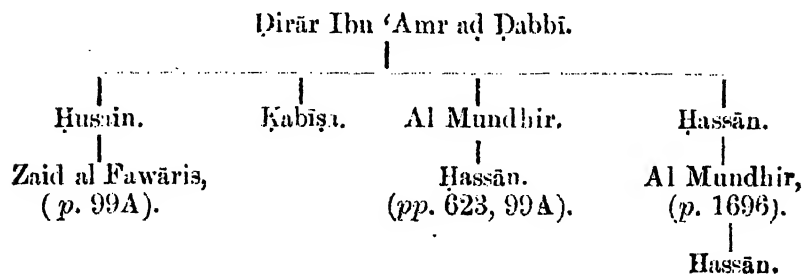 Ḍirār Ibn ‘Amr aḍ Ḍabbī.
Ḥusain. Ḳabīṣa. Al Mundhir. Ḥassān.
Zaid al Fawāris, Ḥassān. Al Mundhir,
(p. 99A). (pp. 623, 99A). (p. 1696).
Ḥassān.